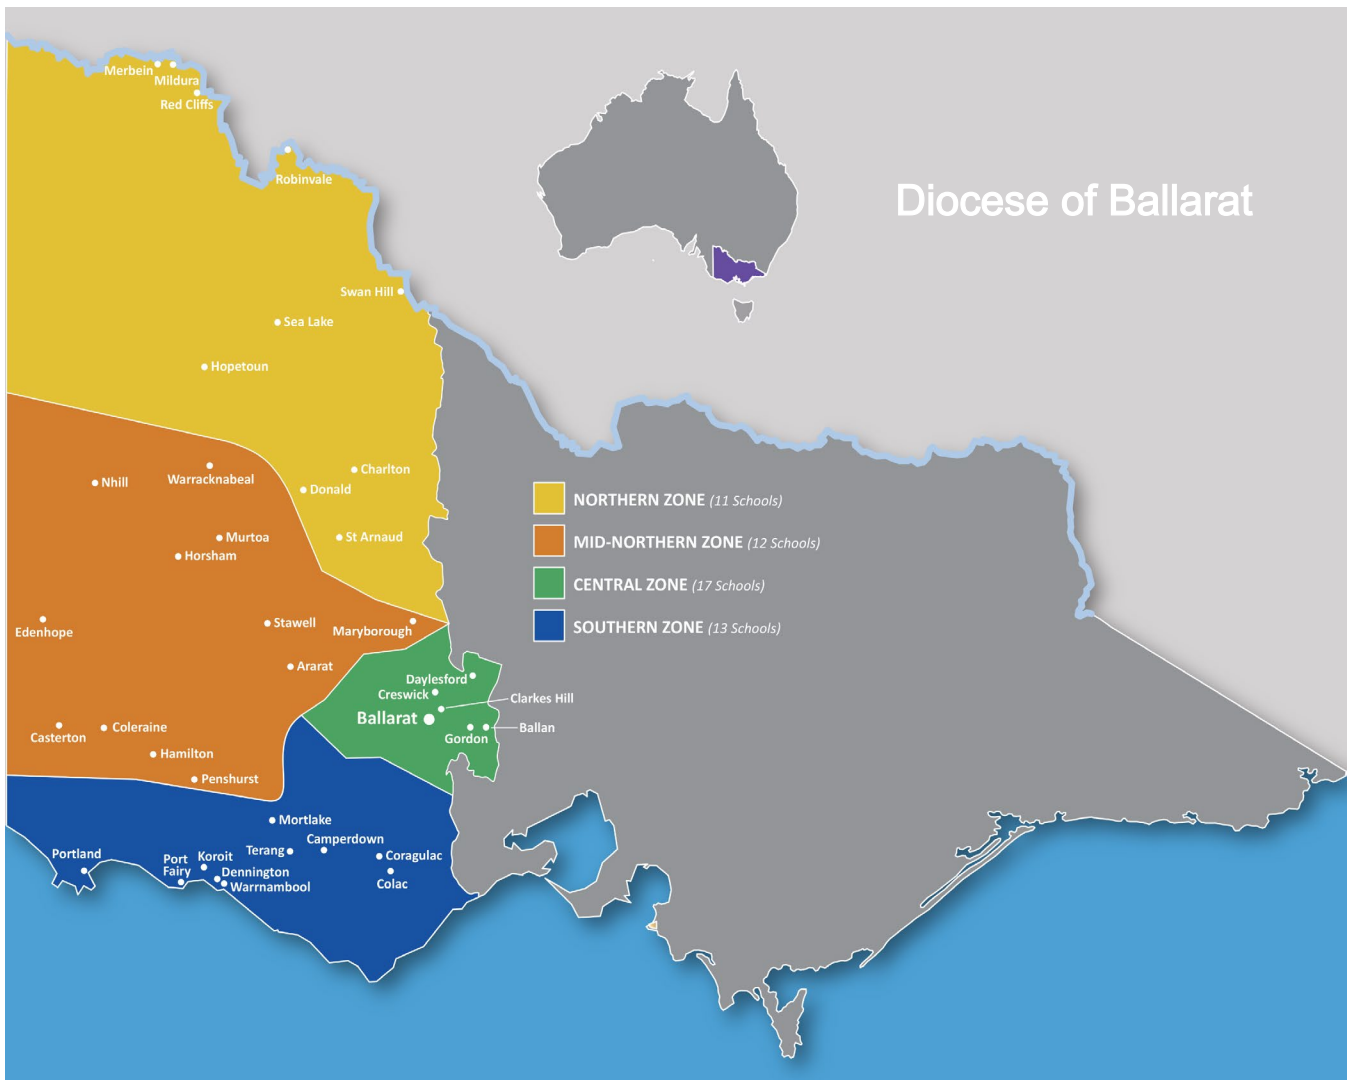 Diocese of Ballarat
Merbein
Mildura
Red Cliffs
Robinvale
Swan Hill
Sea Lake
Hopetoun
Charlton
Donald
St Arnaud
Nhill
Warracknabeal
Murtoa
Horsham
Edenhope
Stawell
Maryborough
Ararat
Casterton
Coleraine
Hamilton
Penshurst
Daylesford
Creswick
Clarkes Hill
Ballarat
Gordon
Ballan
Mortlake
Camperdown
Terang
Coragulac
Colac
Portland
Port
Fairy
Koroit
Dennington
Warrnambool
NORTHERN ZONE (11 Schools)
MID-NORTHERN ZONE (12 Schools)
CENTRAL ZONE (17 Schools)
SOUTHERN ZONE (13 Schools)